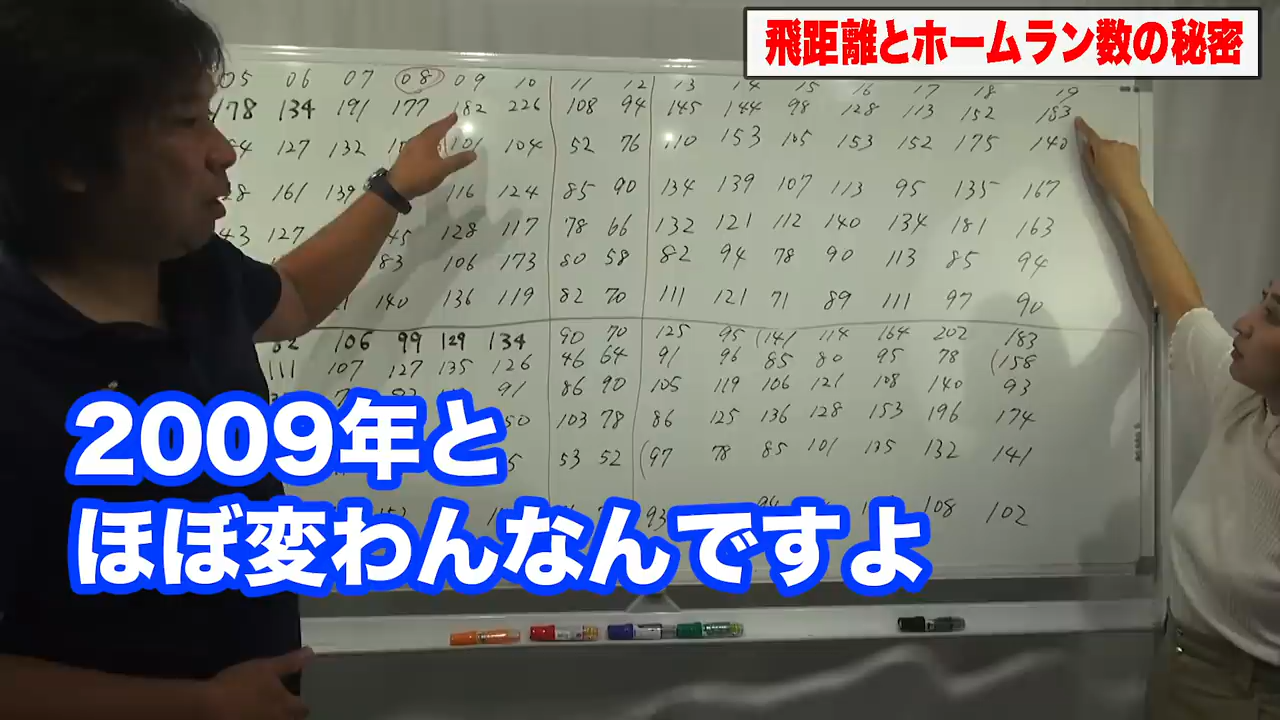 飛距離とホームラン数の秘密
05 06 07 08 09 10 11 12 13 14 15 16 17 18 19
178 134 191 177 182 226 108 94 145 144 98 128 113 152 183
127 132 101 104 52 76 110 153 105 153 152 175 140
161 139 116 124 85 90 134 139 107 113 95 135 167
127 128 117 78 66 132 121 112 140 134 181 163
83 106 173 80 58 82 94 78 90 113 85 94
140 136 119 82 70 111 121 71 89 111 97 90
106 99 129 134 90 70 125 95 (141 114 164 202 183
111 107 127 135 126 46 64 91 96 85 80 95 78 (158
91 86 90 105 119 106 121 108 140 93
103 78 86 125 136 128 153 196 174
53 52 (97 78 85 101 135 132 141
108 102
2009年と
ほぼ変わんなんですよ